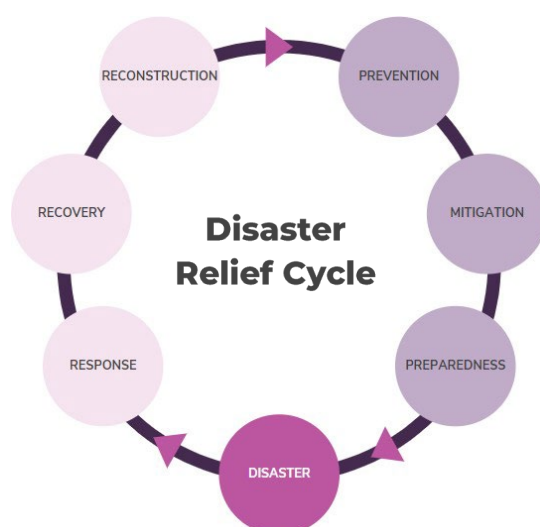 RECONSTRUCTION
PREVENTION
RECOVERY
MITIGATION
Disaster
Relief Cycle
RESPONSE
PREPAREDNESS
DISASTER